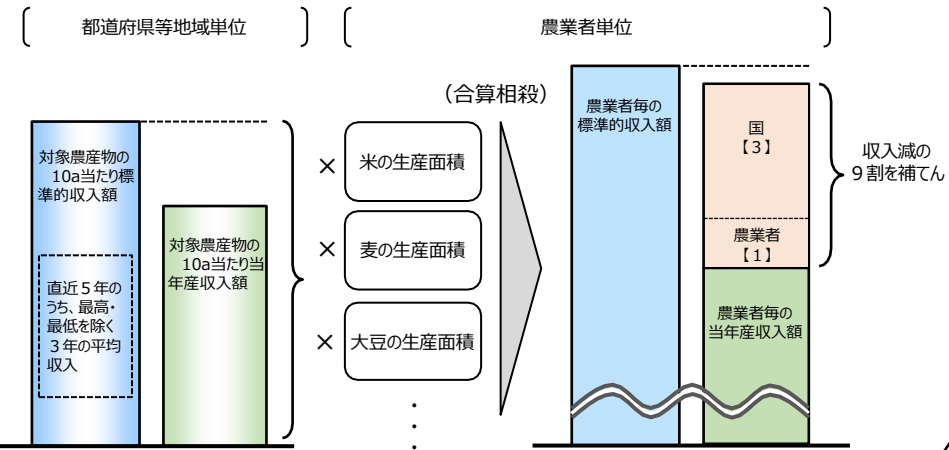 都道府県等地域単位
農業者単位
(合算相殺)
対象農産物の
10a当たり標
準的収入額
直近５年の
うち、最高・
最低を除く
３年の平均
収入
対象農産物の
10a当たり当
年産収入額
×
米の生産面積
×
麦の生産面積
×
大豆の生産面積
農業者毎の
標準的収入額
国
【３】
農業者
【１】
農業者毎の
当年産収入額
収入減の
９割を補てん